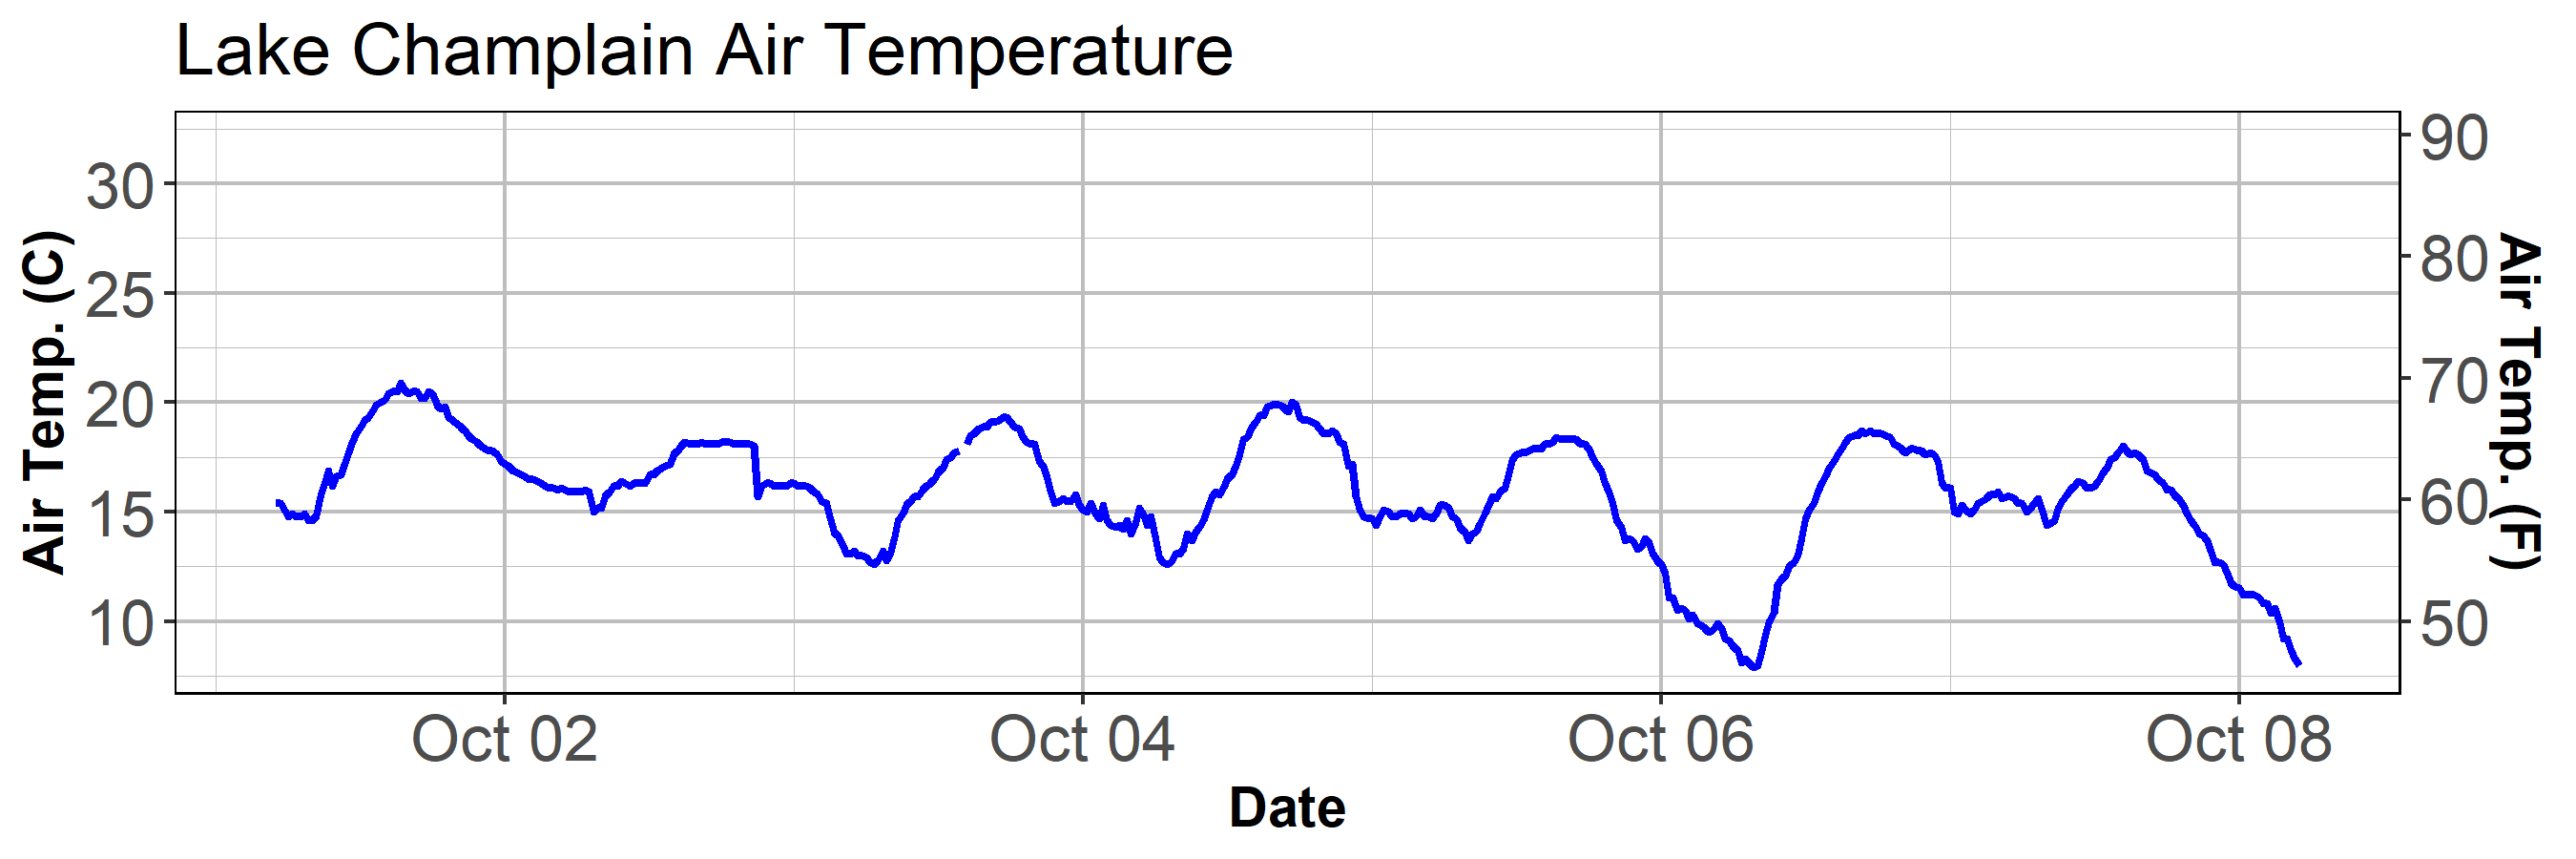 Lake Champlain Air Temperature
Air Temp. (C)
30
25
20
15
10
90
80
70
60
50
Air Temp. (F)
Oct 02
Oct 04
Oct 06
Oct 08
Date